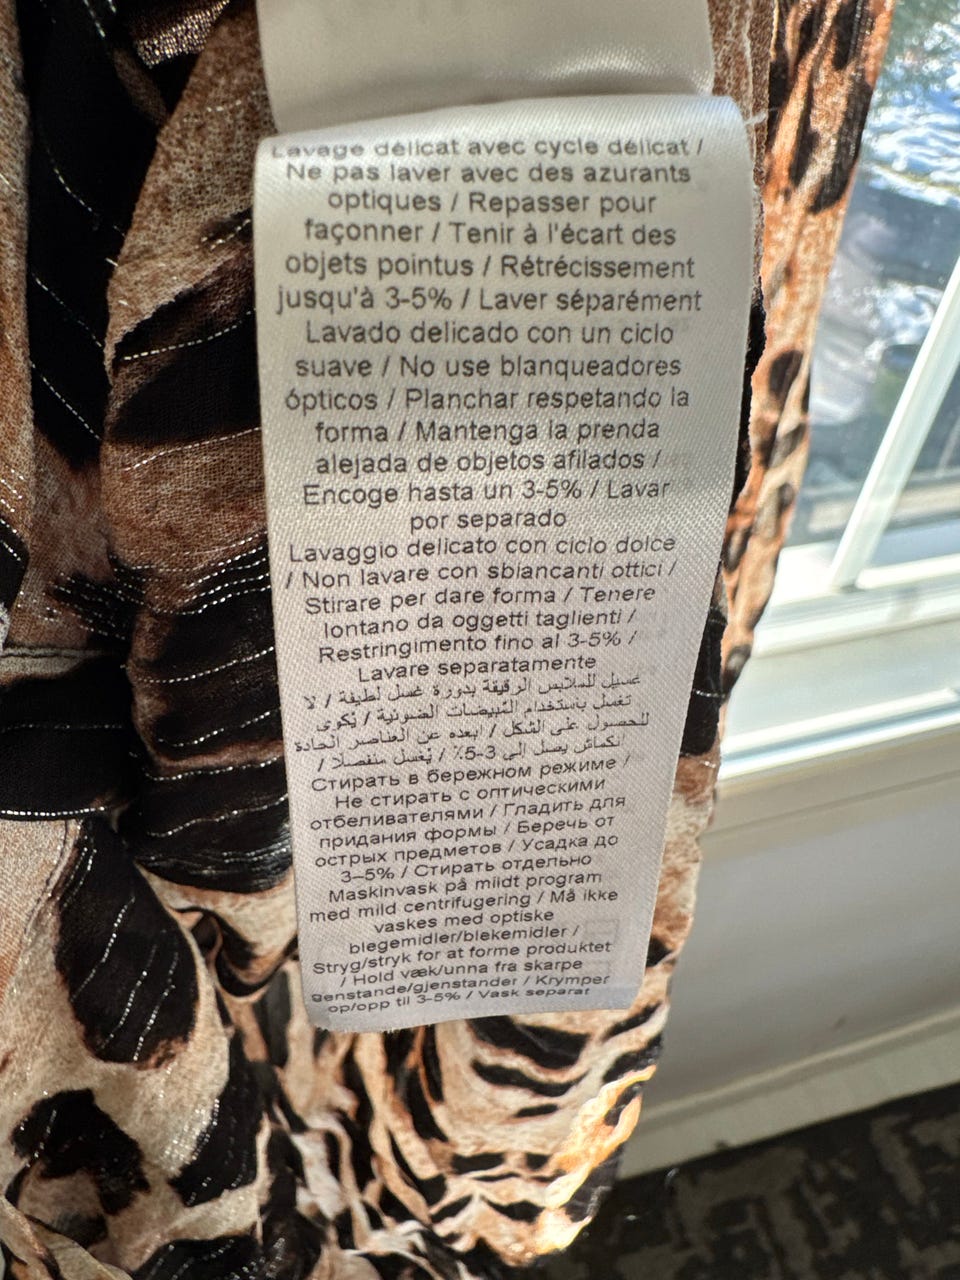 Lavage délicat avec cycle délicat /
Ne pas laver avec des azurants
optiques / Repasser pour
façonner / Tenir à l'écart des
objets pointus / Rétrécissement
jusqu'à 3-5% / Laver séparément
Lavado delicado con un ciclo
suave / No use blanqueadores
ópticos / Planchar respetando la
forma / Mantenga la prenda
alejada de objetos afilados /
Encoge hasta un 3-5% / Lavar
por separado
Lavaggio delicato con ciclo dolce
/ Non lavare con sbiancanti ottici /
Stirare per dare forma / Tenere
lontano da oggetti taglienti /
Restringimento fino al 3-5% /
Lavare separatamente
غسيل للملابس الرقيقة بدورة غسل لطيفة / لا
تغسل باستخدام المُبيضات الضوئية / يُكوى
للحصول على الشكل / ابعده عن العناصر الحادة
/ انكماش يصل إلى 3-5٪ / يُغسل منفصلا
Стирать в бережном режиме /
Не стирать с оптическими
отбеливателями / Гладить для
придания формы / Беречь от
острых предметов / Усадка до
3–5% / Стирать отдельно
Maskinvask på mildt program
med mild centrifugering / Må ikke
vaskes med optiske
blegemidler/blekemidler /
Stryg/stryk for at forme produktet
/ Hold væk/unna fra skarpe
genstande/gjenstander / Krymper
op/opp til 3-5% / Vask separat